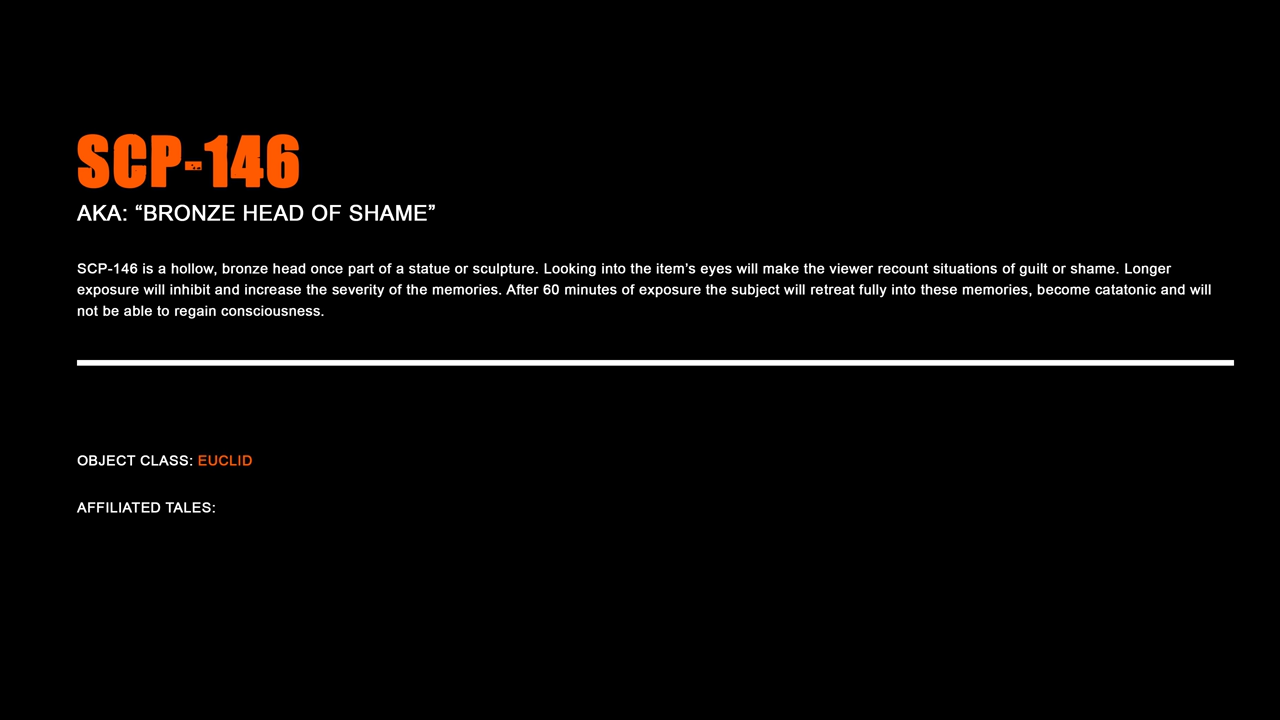 SCP-146
AKA: “BRONZE HEAD OF SHAME”
SCP-146 is a hollow, bronze head once part of a statue or sculpture. Looking into the item's eyes will make the viewer recount situations of guilt or shame. Longer
exposure will inhibit and increase the severity of the memories. After 60 minutes of exposure the subject will retreat fully into these memories, become catatonic and will
not be able to regain consciousness.
OBJECT CLASS: EUCLID
AFFILIATED TALES: